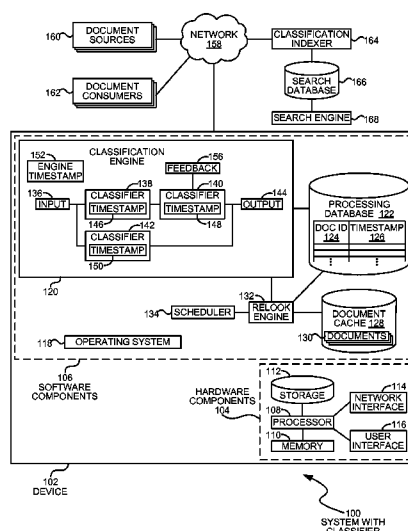 160
DOCUMENT
SOURCES
NETWORK
158
CLASSIFICATION
INDEXER
164
162
DOCUMENT
CONSUMERS
SEARCH
DATABASE
166
SEARCH ENGINE
168
CLASSIFICATION
ENGINE
152
ENGINE
TIMESTAMP
156
FEEDBACK
136
INPUT
138
CLASSIFIER
TIMESTAMP
146
140
CLASSIFIER
TIMESTAMP
148
144
OUTPUT
142
CLASSIFIER
TIMESTAMP
150
120
PROCESSING
DATABASE 122
DOC ID
124
TIMESTAMP
126
132
134
SCHEDULER
RELOOK
ENGINE
DOCUMENT
CACHE 128
130
DOCUMENTS
118
OPERATING SYSTEM
106
SOFTWARE
COMPONENTS
HARDWARE
COMPONENTS
104
112
STORAGE
108
PROCESSOR
110
MEMORY
114
NETWORK
INTERFACE
116
USER
INTERFACE
102
DEVICE
100
SYSTEM WITH
CLASSIFIER